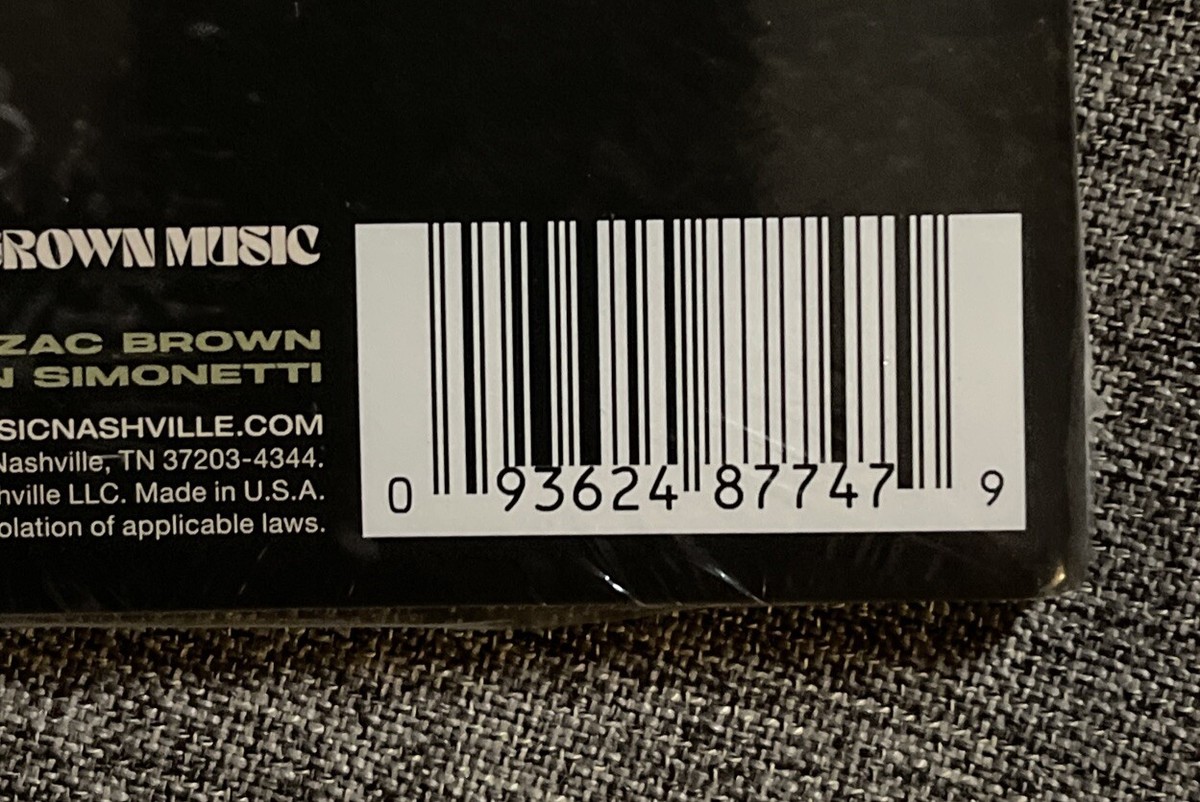 ROWN MUSIC
ZAC BROWN
SIMONETTI
SICNASHVILLE.COM
Nashville, TN 37203-4344.
hville LLC. Made in U.S.A.
olation of applicable laws.
0 93624 87747 9